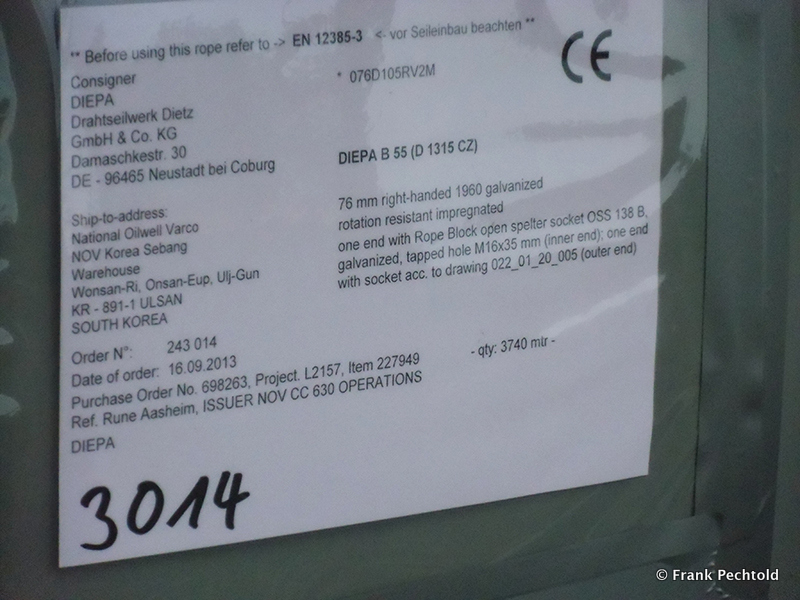 ** Before using this rope refer to -> EN 12385-3 <- vor Seileinbau beachten **
CE
Consigner
* 076D105RV2M
DIEPA
Drahtseilwerk Dietz
GmbH & Co. KG
Damaschkestr. 30
DE - 96465 Neustadt bei Coburg
DIEPA B 55 (D 1315 CZ)
76 mm right-handed 1960 galvanized
rotation resistant impregnated
one end with Rope Block open spelter socket OSS 138 B,
galvanized, tapped hole M16x35 mm (inner end); one end
with socket acc. to drawing 022_01_20_005 (outer end)
Ship-to-address:
National Oilwell Varco
NOV Korea Sebang
Warehouse
Wonsan-Ri, Onsan-Eup, Ulj-Gun
KR - 891-1 ULSAN
SOUTH KOREA
Order N°: 243 014
Date of order: 16.09.2013
- qty: 3740 mtr -
Purchase Order No. 698263, Project. L2157, Item 227949
Ref. Rune Aasheim, ISSUER NOV CC 630 OPERATIONS
DIEPA
3014
© Frank Pechtold